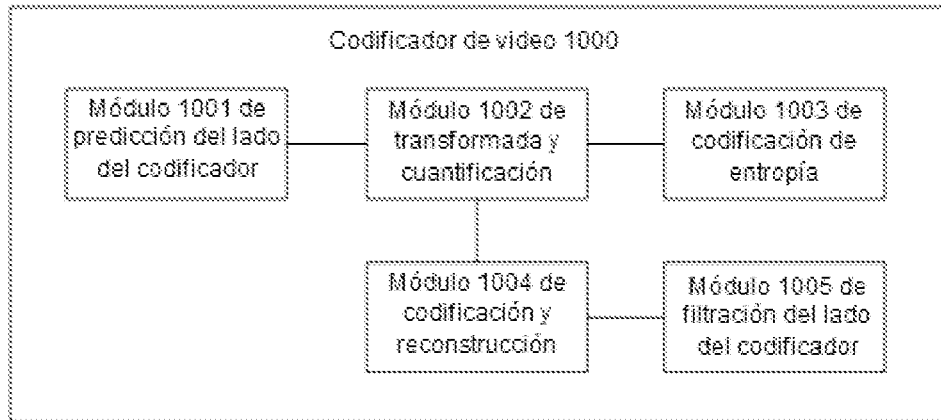 Codificador de video 1000
Módulo 1001 de
predicción del lado
del codificador
Módulo 1002 de
transformada y
cuantificación
Módulo 1003 de
codificación de
entropía
Módulo 1004 de
codificación y
reconstrucción
Módulo 1005 de
filtración del lado
del codificador